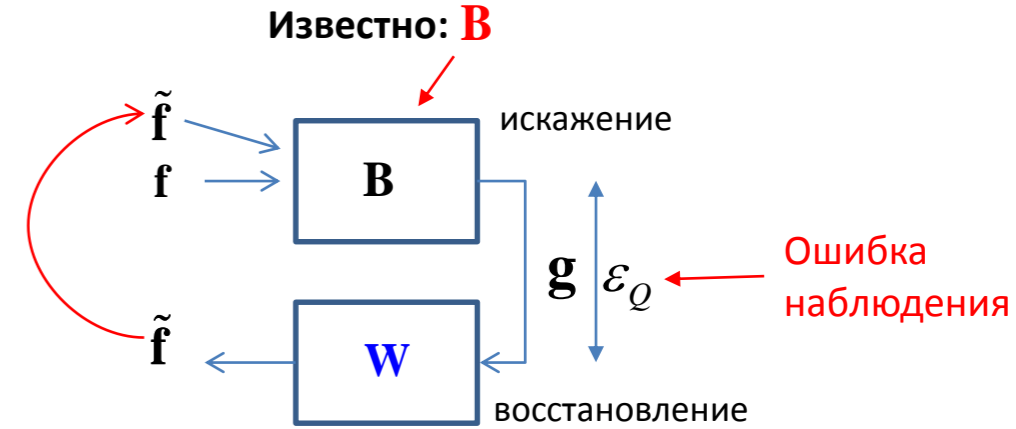 Известно: B
f̃
искажение
f
B
g
ε_Q
Ошибка
наблюдения
f̃
W
восстановление